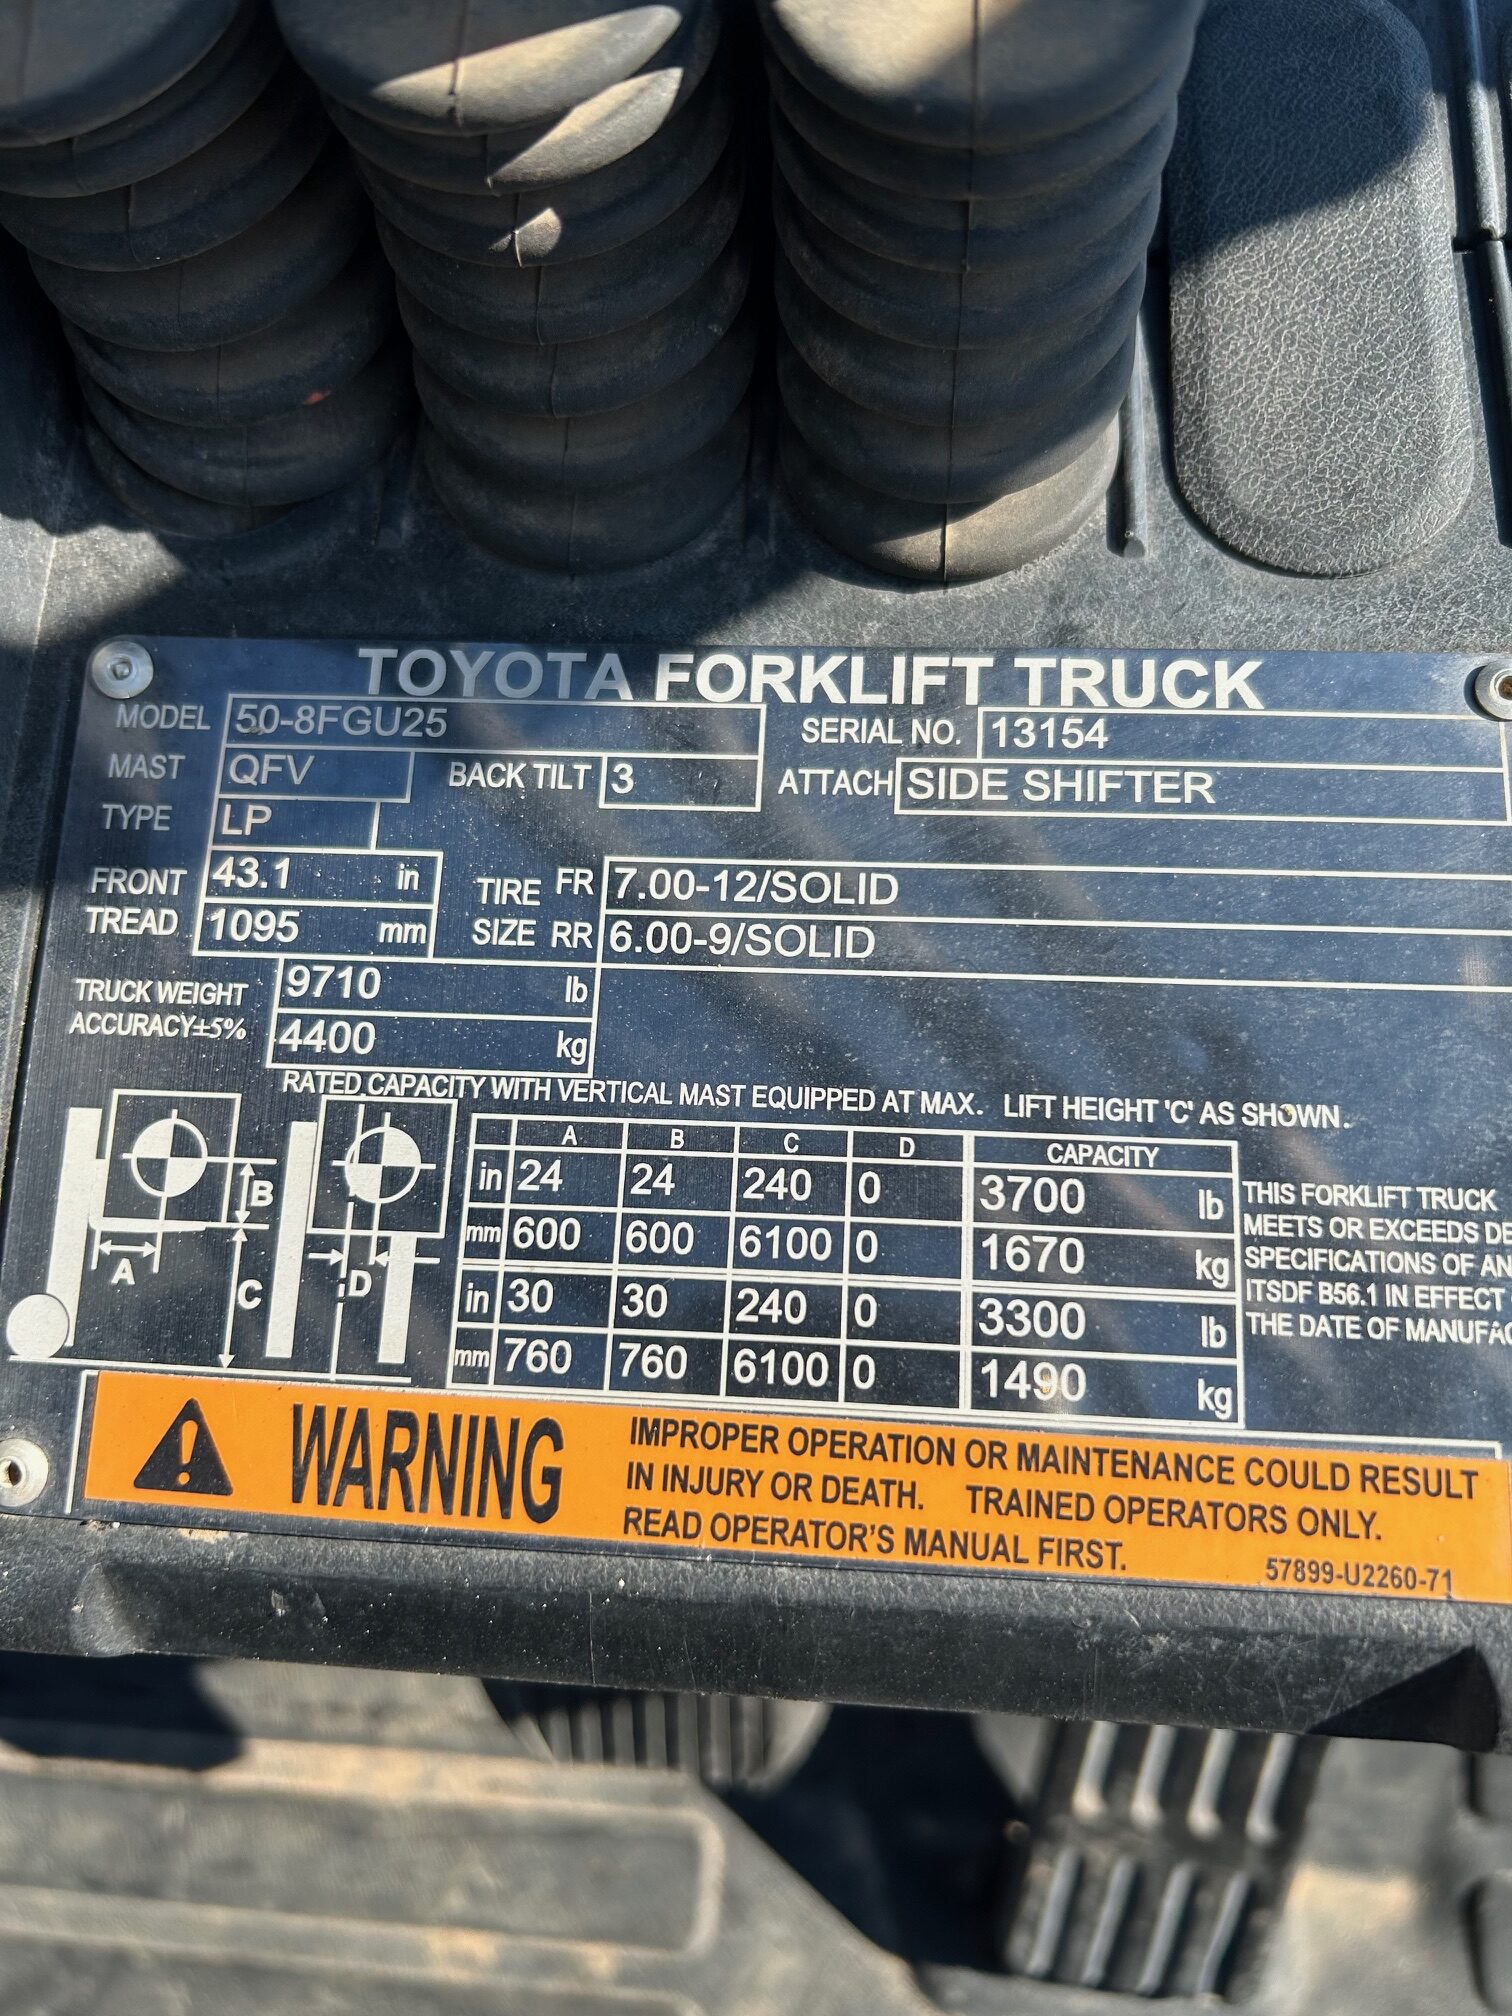 TOYOTA FORKLIFT TRUCK
MODEL 50-8FGU25 SERIAL NO. 13154
MAST QFV BACK TILT 3 ATTACH SIDE SHIFTER
TYPE LP
FRONT TREAD 43.1 in TIRE SIZE FR 7.00-12/SOLID
1095 mm RR 6.00-9/SOLID
TRUCK WEIGHT 9710 lb
ACCURACY±5% 4400 kg
RATED CAPACITY WITH VERTICAL MAST EQUIPPED AT MAX. LIFT HEIGHT 'C' AS SHOWN.
A B C D CAPACITY
in 24 24 240 0 3700 lb
mm 600 600 6100 0 1670 kg
in 30 30 240 0 3300 lb
mm 760 760 6100 0 1490 kg
B
A
C
D
THIS FORKLIFT TRUCK
MEETS OR EXCEEDS
SPECIFICATIONS OF
ITSDF B56.1 IN EFFECT
THE DATE OF
WARNING
IMPROPER OPERATION OR MAINTENANCE COULD RESULT
IN INJURY OR DEATH. TRAINED OPERATORS ONLY.
READ OPERATOR'S MANUAL FIRST.
57899-U2260-71